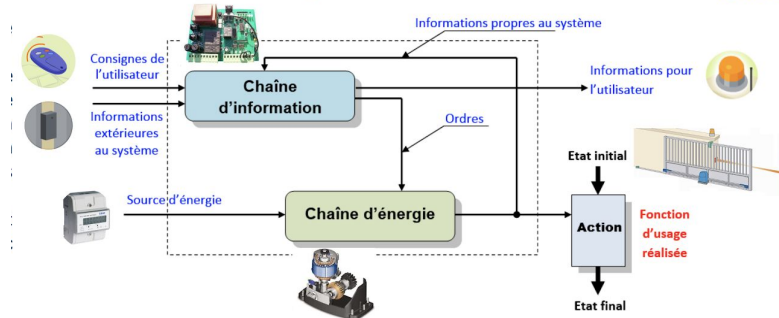 Informations propres au système
Consignes de
l'utilisateur
Chaîne
d'information
Informations pour
l'utilisateur
Informations
extérieures
au système
Ordres
Etat initial
Source d'énergie
Chaîne d'énergie
Action
Fonction
d'usage
réalisée
Etat final